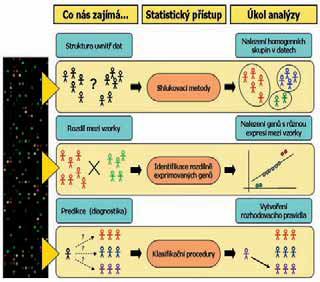 Co nás zajímá...
Statistický přístup
Úkol analýzy
Struktura uvnitř dat
Nalezení homogenních
skupin v datech
?
Shlukovací metody
Rozdíl mezi vzorky
Nalezení genů s různou
expresí mezi vzorky
Identifikace rozdílně
exprimovaných genů
Predikce (diagnostika)
Vytvoření
rozhodovacího pravidla
?
?
?
Klasifikační procedury